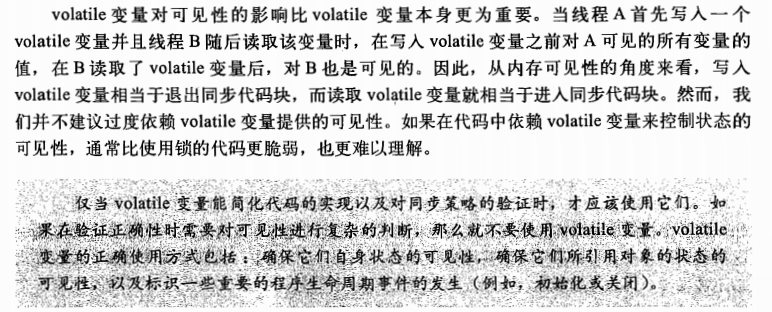 volatile 变量对可见性的影响比volatile 变量本身更为重要。当线程 A 首先写入一个
volatile 变量并且线程 B 随后读取该变量时，在写入 volatile 变量之前对 A 可见的所有变量的
值，在 B 读取了 volatile 变量后，对 B 也是可见的。因此，从内存可见性的角度来看，写入
volatile 变量相当于退出同步代码块，而读取 volatile 变量就相当于进入同步代码块。然而，我
们并不建议过度依赖 volatile 变量提供的可见性。如果在代码中依赖 volatile 变量来控制状态的
可见性，通常比使用锁的代码更脆弱，也更难以理解。
仅当 volatile 变量能简化代码的实现以及对同步策略的验证时，才应该使用它们。如
果在验证正确性时需要对可见性进行复杂的判断，那么就不要使用 volatile 变量。volatile
变量的正确使用方式包括：确保它们自身状态的可见性，确保它们所引用对象的状态的
可见性，以及标识一些重要的程序生命周期事件的发生（例如，初始化或关闭）。